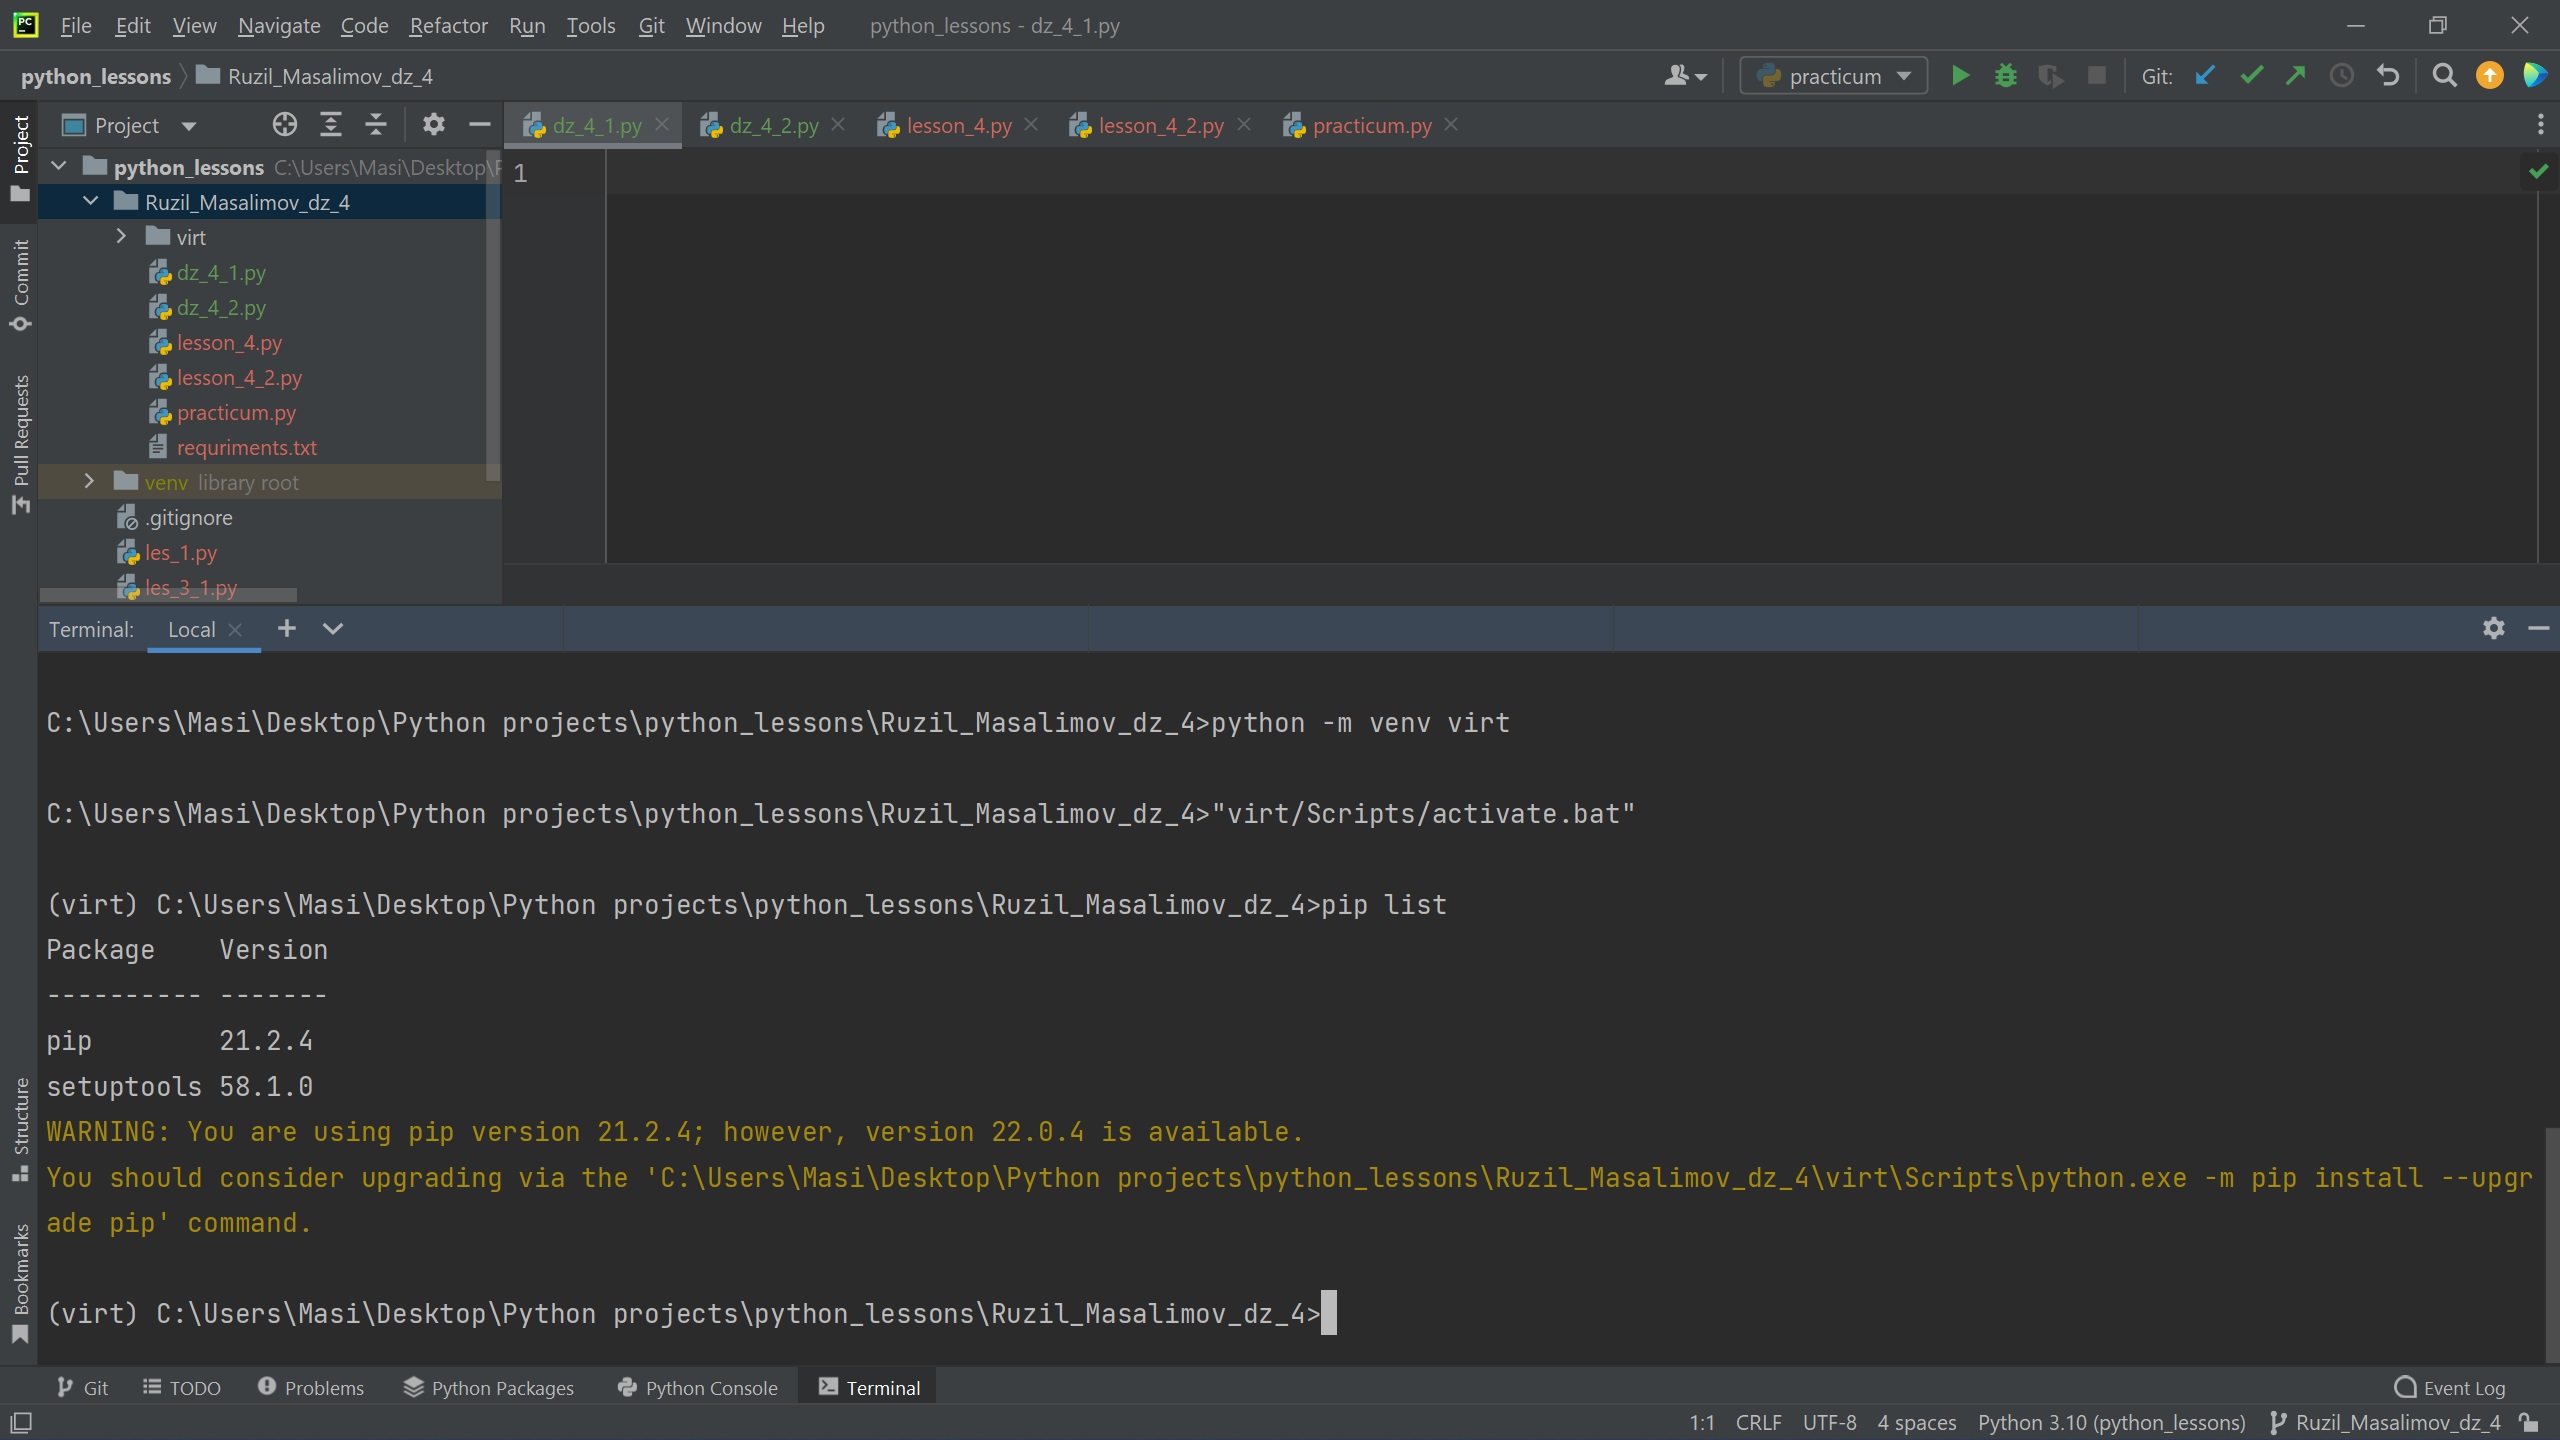 PC File Edit View Navigate Code Refactor Run Tools Git Window Help python_lessons - dz_4_1.py
python_lessons Ruzil_Masalimov_dz_4 practicum Git:
Project dz_4_1.py dz_4_2.py lesson_4.py lesson_4_2.py practicum.py
Project
Commit
Pull Requests
Structure
Bookmarks
python_lessons C:\Users\Masi\Desktop\
Ruzil_Masalimov_dz_4
virt
dz_4_1.py
dz_4_2.py
lesson_4.py
lesson_4_2.py
practicum.py
requriments.txt
venv library root
.gitignore
les_1.py
les_3_1.py
1
Terminal: Local
C:\Users\Masi\Desktop\Python projects\python_lessons\Ruzil_Masalimov_dz_4>python -m venv virt
C:\Users\Masi\Desktop\Python projects\python_lessons\Ruzil_Masalimov_dz_4>"virt/Scripts/activate.bat"
(virt) C:\Users\Masi\Desktop\Python projects\python_lessons\Ruzil_Masalimov_dz_4>pip list
Package    Version
---------- -------
pip        21.2.4
setuptools 58.1.0
WARNING: You are using pip version 21.2.4; however, version 22.0.4 is available.
You should consider upgrading via the 'C:\Users\Masi\Desktop\Python projects\python_lessons\Ruzil_Masalimov_dz_4\virt\Scripts\python.exe -m pip install --upgr
ade pip' command.
(virt) C:\Users\Masi\Desktop\Python projects\python_lessons\Ruzil_Masalimov_dz_4>
Git TODO Problems Python Packages Python Console Terminal Event Log
1:1 CRLF UTF-8 4 spaces Python 3.10 (python_lessons) Ruzil_Masalimov_dz_4